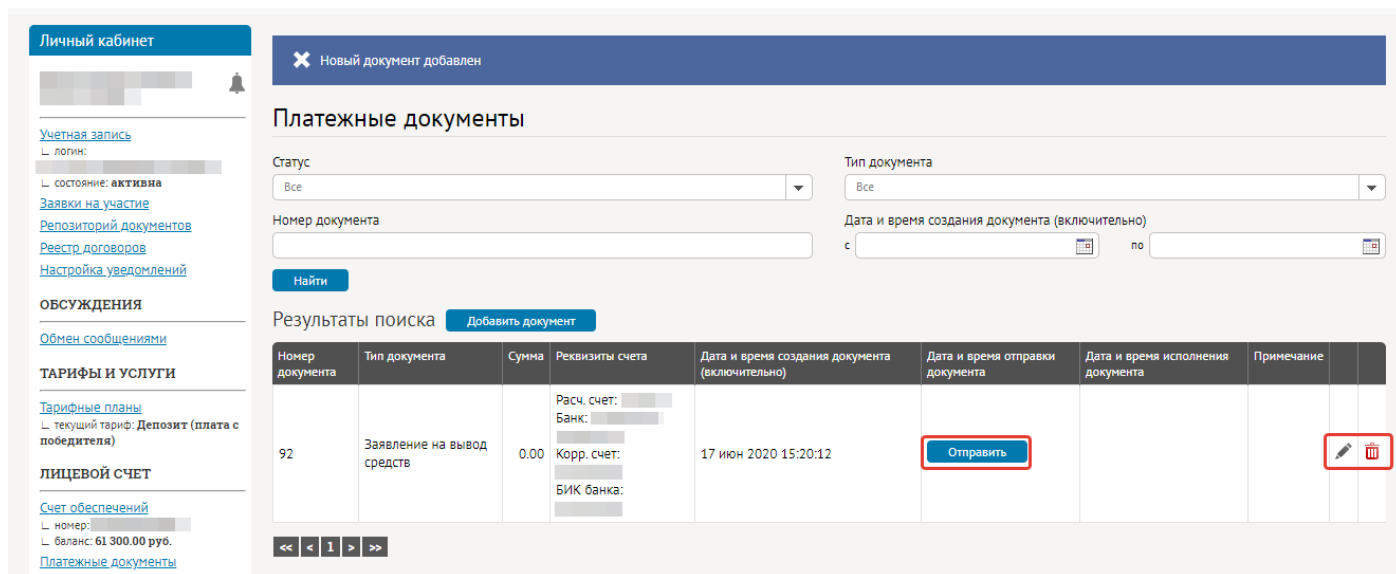 Личный кабинет
Учетная запись
∟ логин:
∟ состояние: активна
Заявки на участие
Репозиторий документов
Реестр договоров
Настройка уведомлений
ОБСУЖДЕНИЯ
Обмен сообщениями
ТАРИФЫ И УСЛУГИ
Тарифные планы
∟ текущий тариф: Депозит (плата с
победителя)
ЛИЦЕВОЙ СЧЕТ
Счет обеспечений
∟ номер:
∟ баланс: 61 300.00 руб.
Платежные документы
Новый документ добавлен
Платежные документы
Статус
Тип документа
Все
Все
Номер документа
Дата и время создания документа (включительно)
с
по
Найти
Результаты поиска
Добавить документ
Номер документа
Тип документа
Сумма
Реквизиты счета
Дата и время создания документа (включительно)
Дата и время отправки документа
Дата и время исполнения документа
Примечание
92
Заявление на вывод средств
0.00
Расч. счет:
Банк:
Корр. счет:
БИК банка:
17 июн 2020 15:20:12
Отправить
<< < 1 > >>